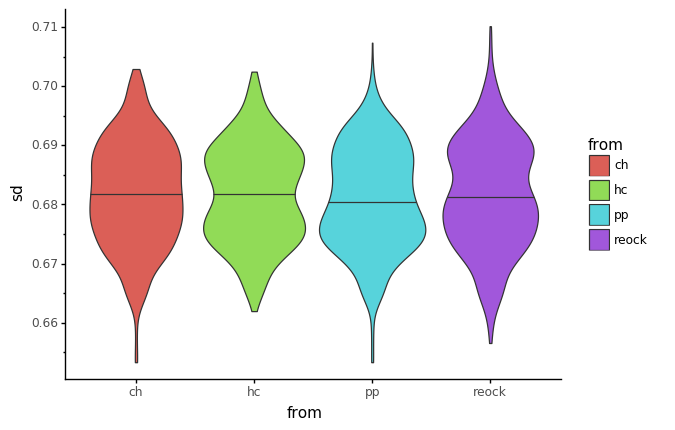 0.71
0.70
0.69
0.68
0.67
0.66
sd
ch
hc
pp
reock
from
from
ch
hc
pp
reock